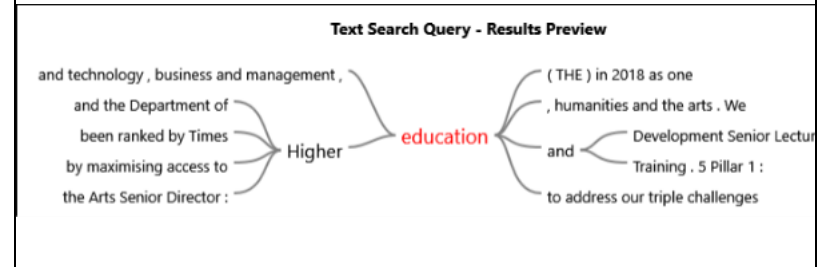 Text Search Query - Results Preview
and technology , business and management ,
and the Department of
been ranked by Times
by maximising access to
the Arts Senior Director :
Higher
education
( THE ) in 2018 as one
, humanities and the arts . We
and
Development Senior
Training . 5 Pillar 1 :
to address our triple challenges